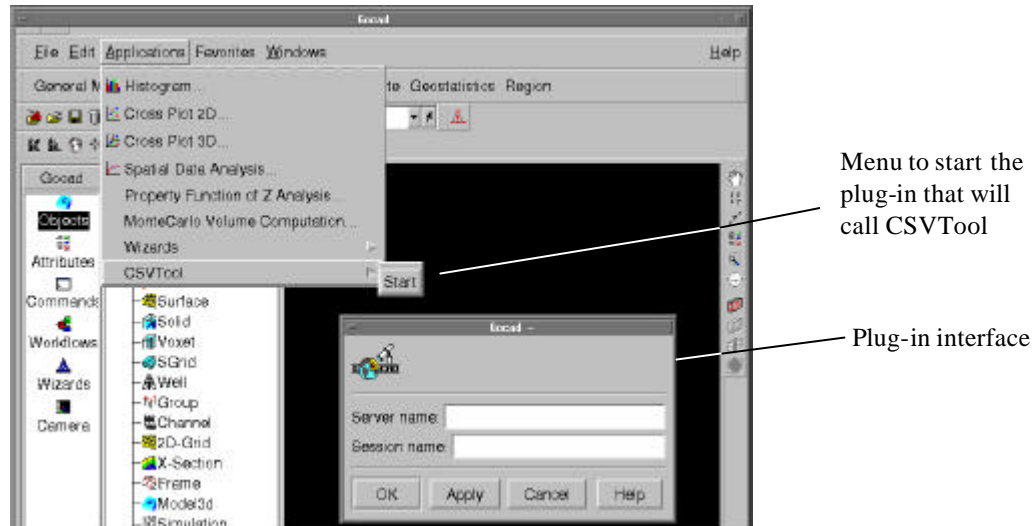 Gocad
File Edit Applications Favorites Windows Help
General M
Histogram...
te Geostatistics Region
Cross Plot 2D...
Cross Plot 3D...
Spatial Data Analysis...
Property Function of Z Analysis...
MonteCarlo Volume Computation...
Wizards
CSVTool
Start
Gocad
Objects
Attributes
Commands
Workflows
Wizards
Camera
Surface
Solid
Voxet
SGrid
Well
Group
Channel
2D-Grid
X-Section
Frame
Model3d
Simulation
Gocad -
Server name:
Session name:
OK Apply Cancel Help
Menu to start the
plug-in that will
call CSVTool
Plug-in interface